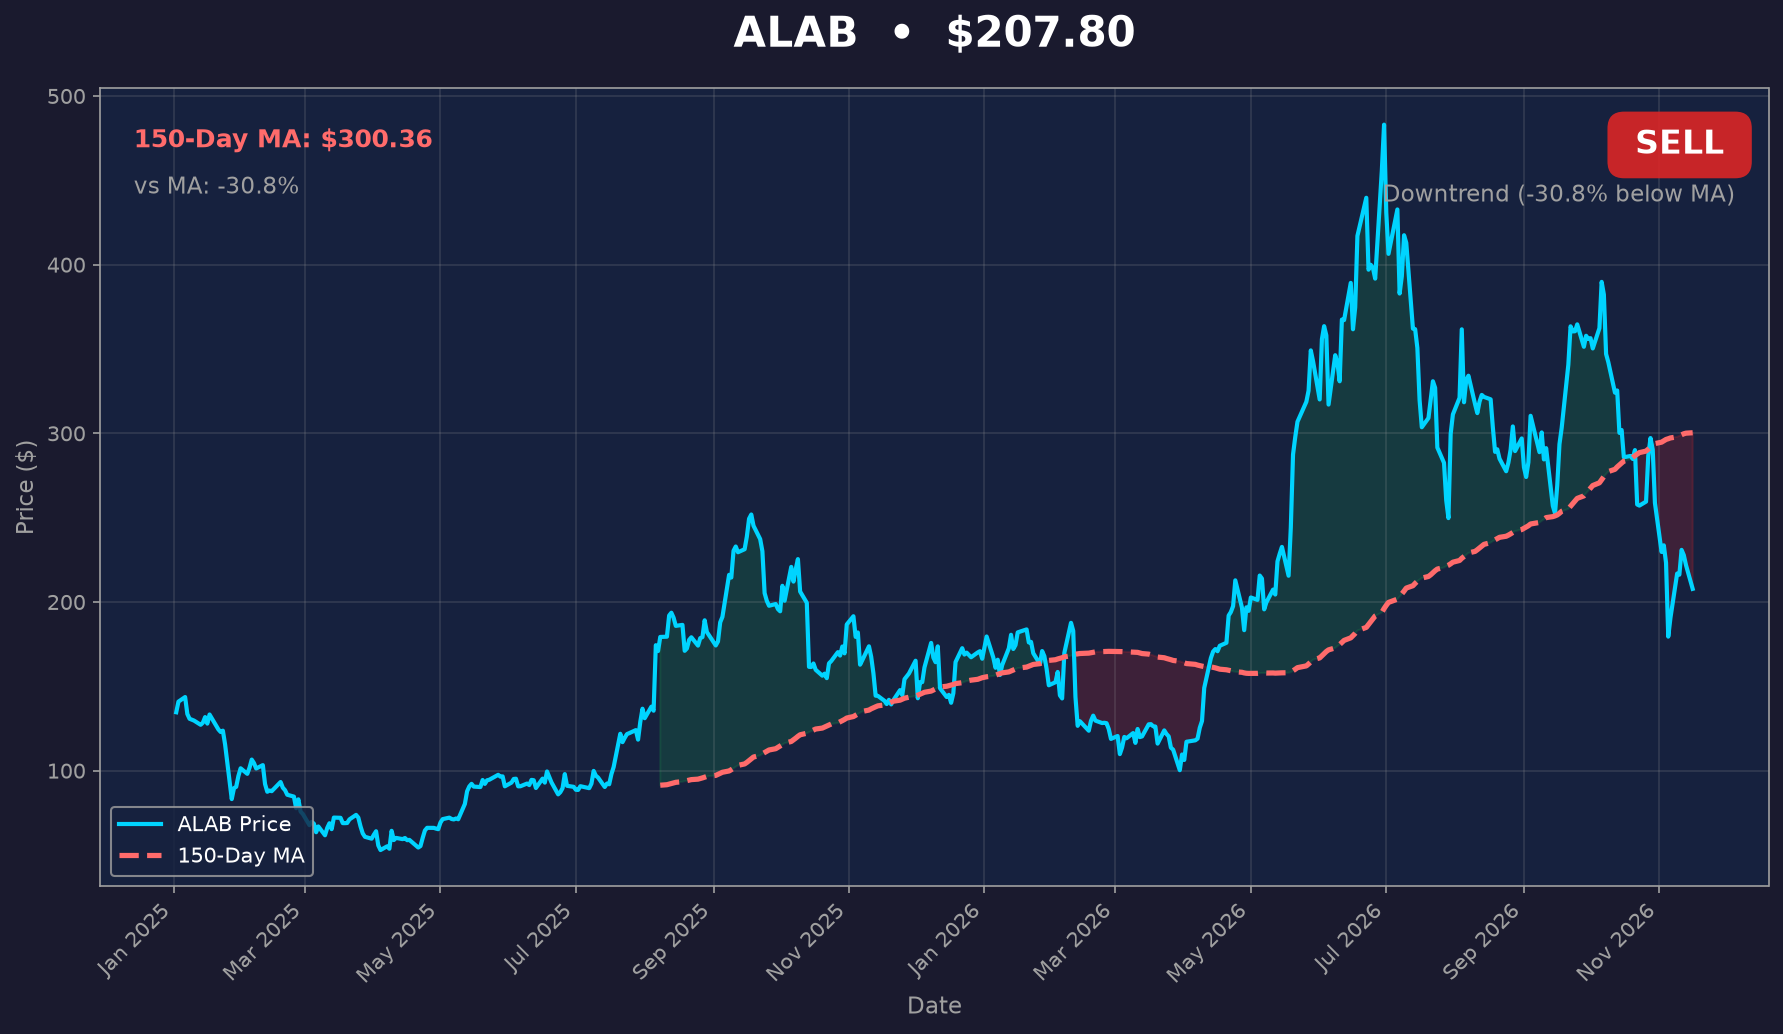 ALAB • $207.80
150-Day MA: $300.36
vs MA: -30.8%
SELL
Downtrend (-30.8% below MA)
Price ($)
500
400
300
200
100
ALAB Price
150-Day MA
Jan 2025
Mar 2025
May 2025
Jul 2025
Sep 2025
Nov 2025
Jan 2026
Mar 2026
May 2026
Jul 2026
Sep 2026
Nov 2026
Date